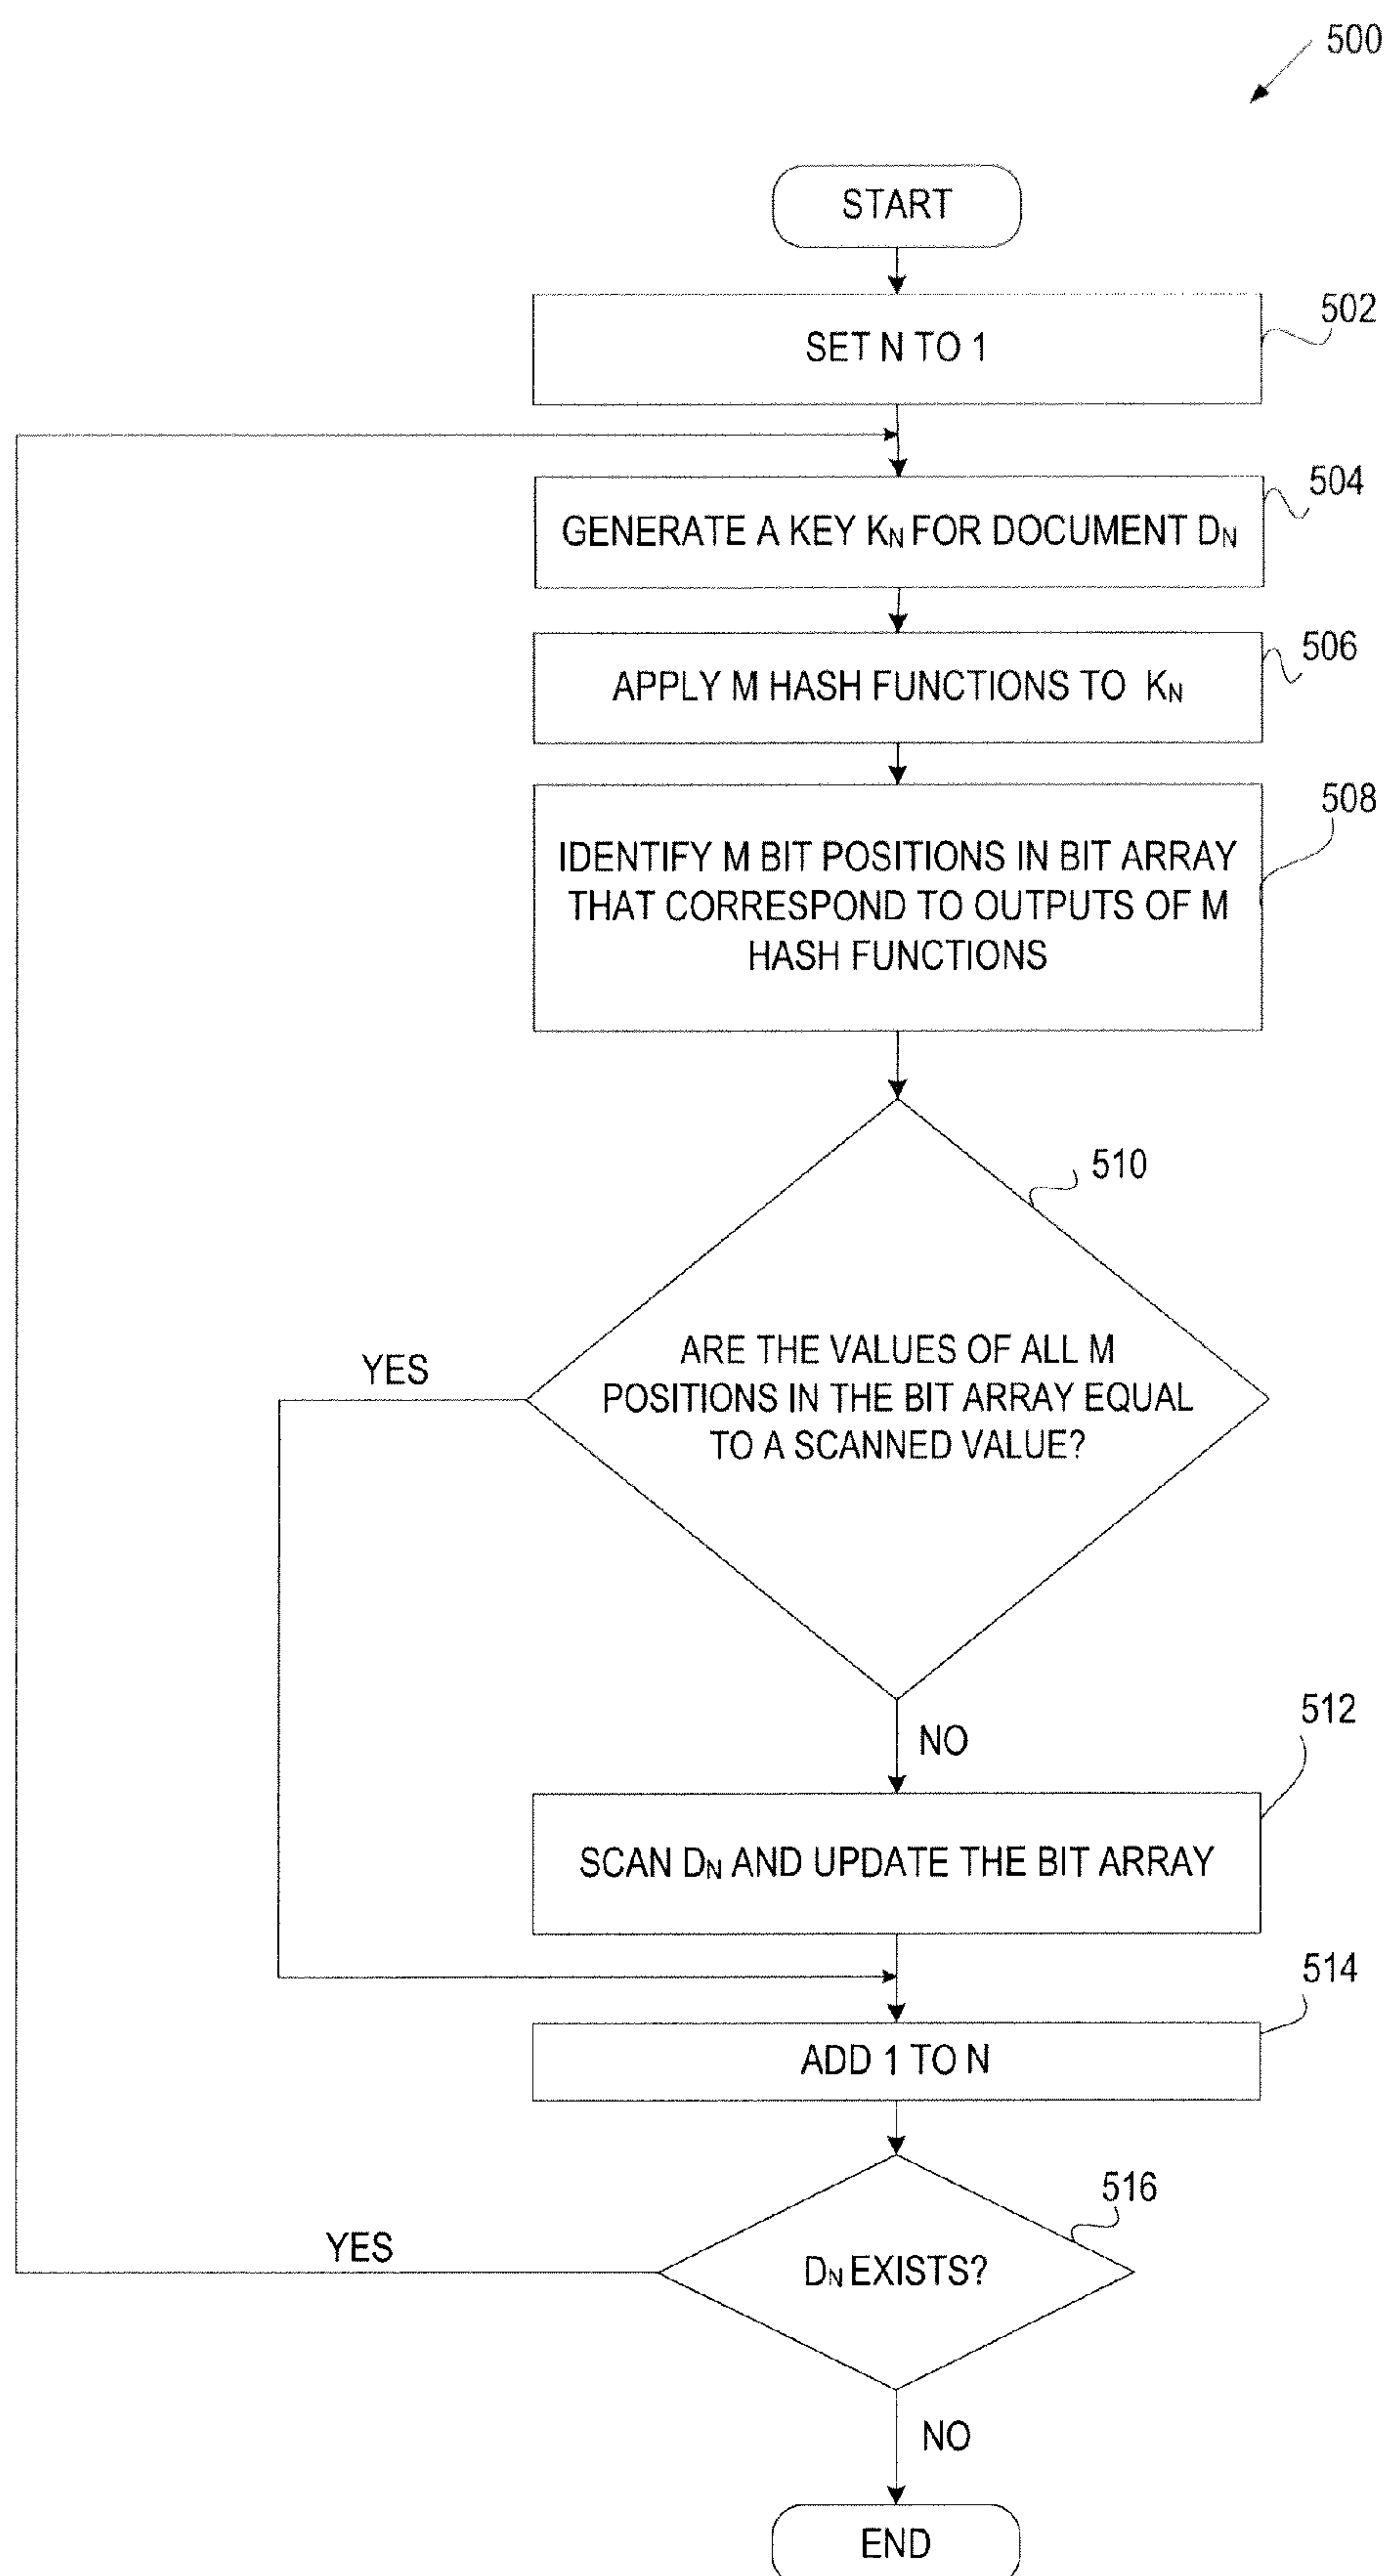 500
START
SET N TO 1
502
GENERATE A KEY KN FOR DOCUMENT DN
504
APPLY M HASH FUNCTIONS TO KN
506
IDENTIFY M BIT POSITIONS IN BIT ARRAY
THAT CORRESPOND TO OUTPUTS OF M
HASH FUNCTIONS
508
510
ARE THE VALUES OF ALL M
POSITIONS IN THE BIT ARRAY EQUAL
TO A SCANNED VALUE?
YES
NO
512
SCAN DN AND UPDATE THE BIT ARRAY
514
ADD 1 TO N
516
DN EXISTS?
YES
NO
END